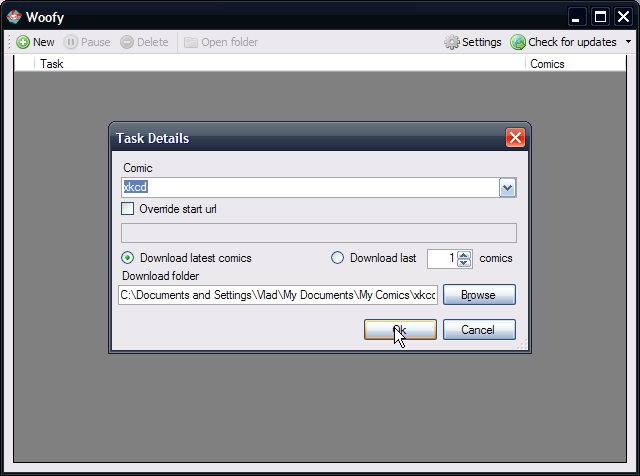 Woofy
New Pause Delete Open folder Settings Check for updates
Task Comics
Task Details
Comic
xkcd
Override start url
Download latest comics Download last 1 comics
Download folder
C:\Documents and Settings\Vlad\My Documents\My Comics\xkcd Browse
Ok Cancel